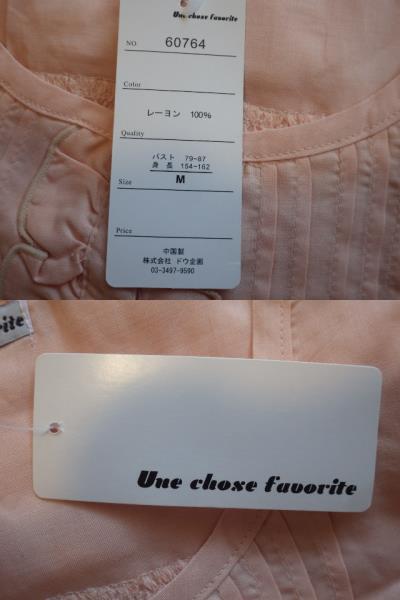 Une chose favorite
NO 60764
Color
レーヨン 100%
Quality
バスト 79-87
身長 154-162
Size M
Price
中国製
株式会社 ドウ企画
03-3497-9590
Une chose favorite